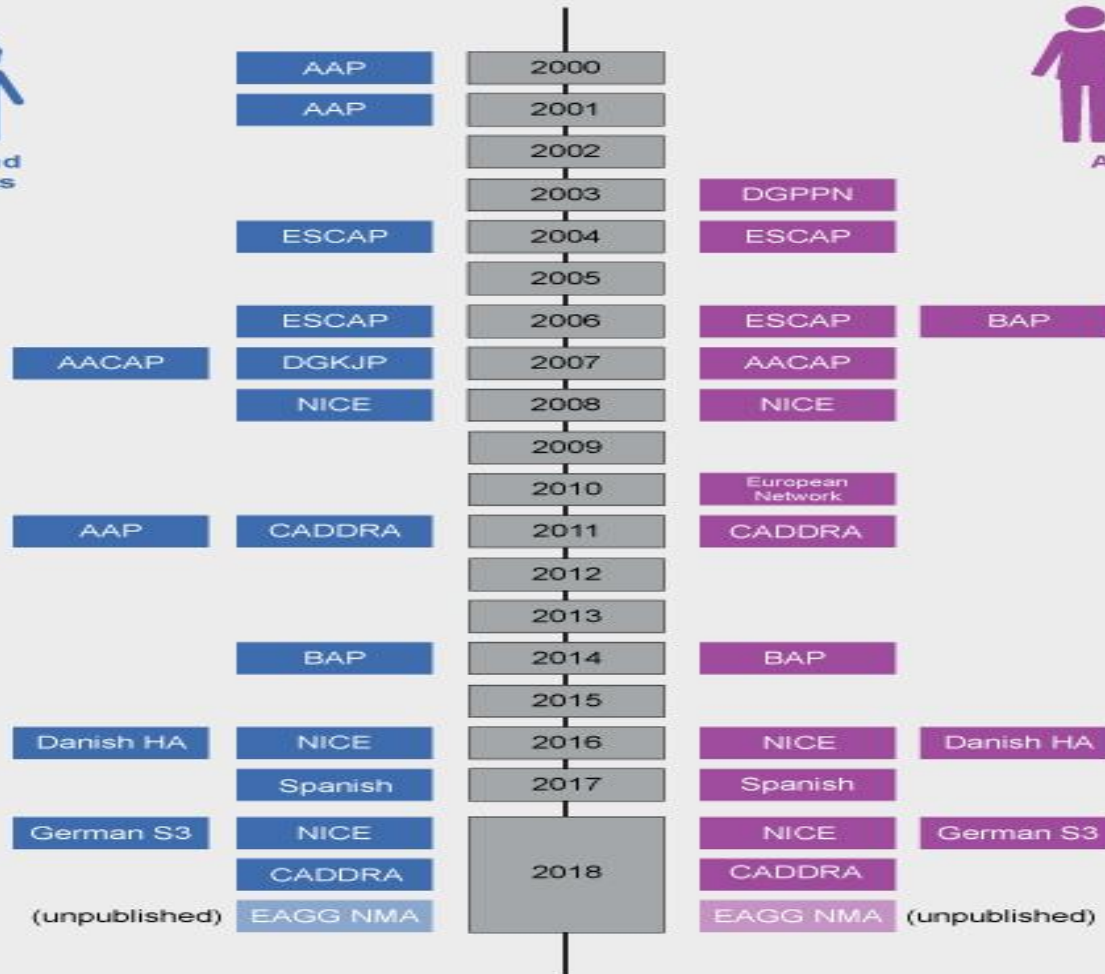 AAP 2000
AAP 2001
2002
2003 DGPPN
ESCAP 2004 ESCAP
2005
ESCAP 2006 ESCAP BAP
AACAP DGKJP 2007 AACAP
NICE 2008 NICE
2009
2010 European
Network
AAP CADDRA 2011 CADDRA
2012
2013
BAP 2014 BAP
2015
Danish HA NICE 2016 NICE Danish HA
Spanish 2017 Spanish
German S3 NICE NICE German S3
CADDRA 2018 CADDRA
(unpublished) EAGG NMA EAGG NMA (unpublished)